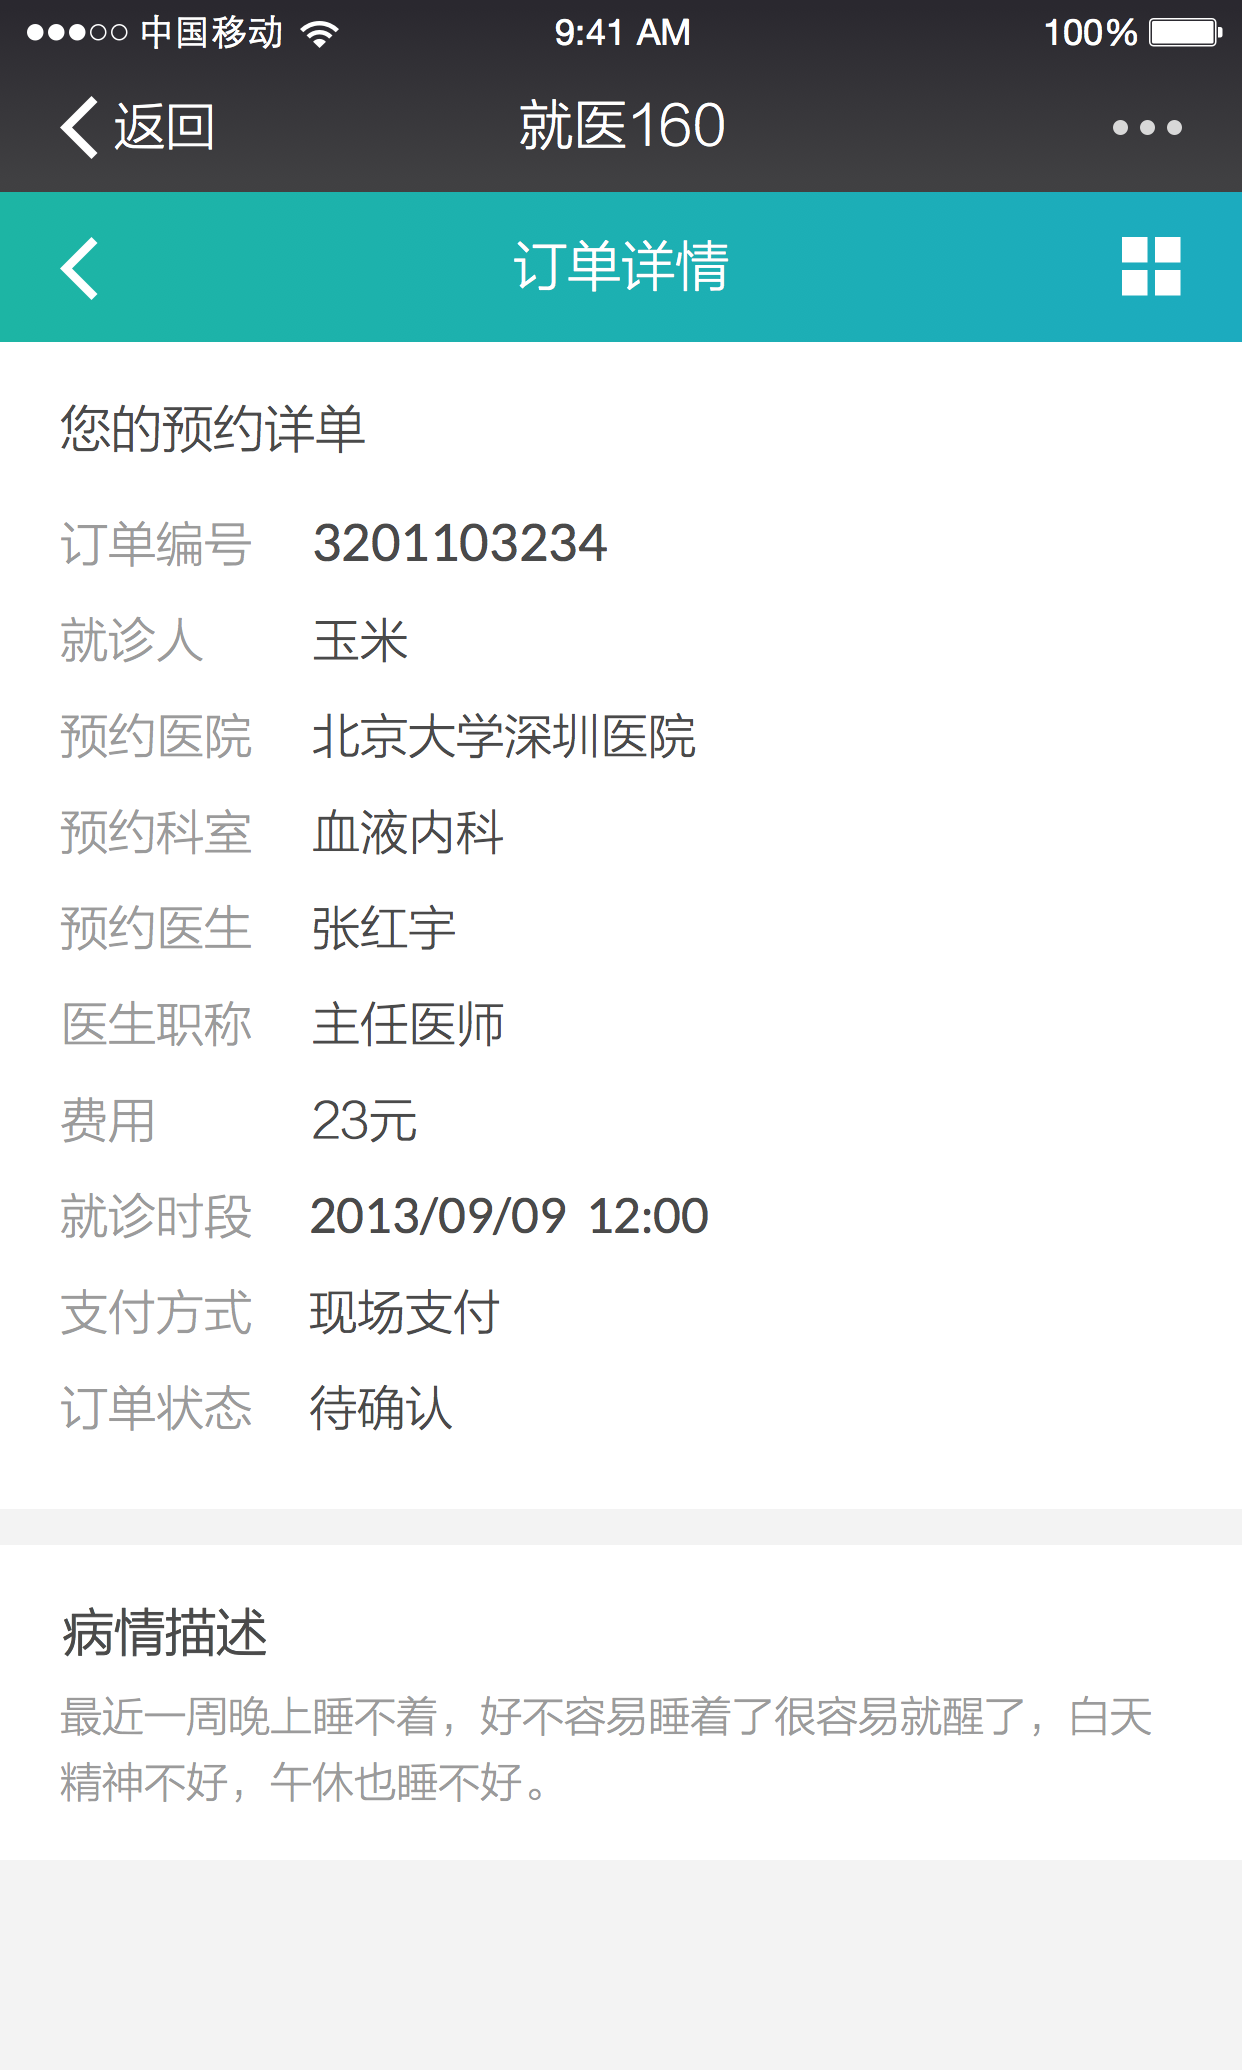 中国移动 9:41 AM 100%
返回 就医160
订单详情
您的预约详单
订单编号 3201103234
就诊人 玉米
预约医院 北京大学深圳医院
预约科室 血液内科
预约医生 张红宇
医生职称 主任医师
费用 23元
就诊时段 2013/09/09 12:00
支付方式 现场支付
订单状态 待确认
病情描述
最近一周晚上睡不着，好不容易睡着了很容易就醒了，白天
精神不好，午休也睡不好。